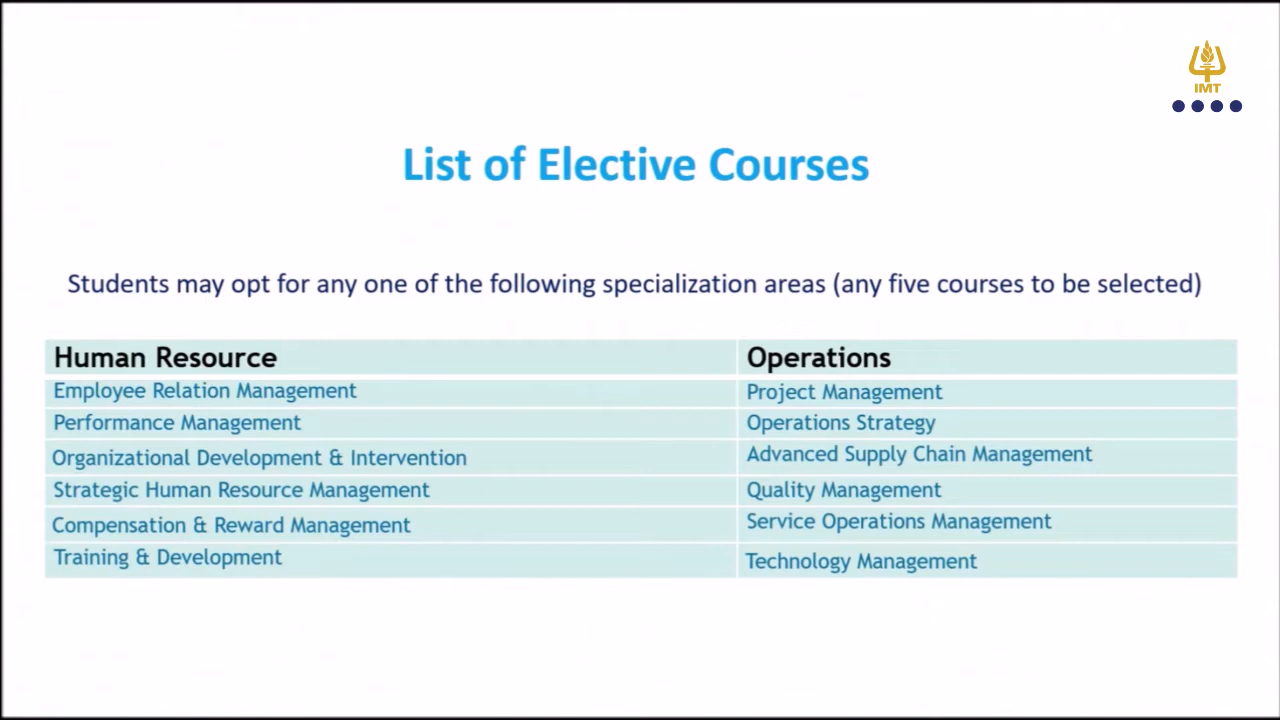 IMT
List of Elective Courses
Students may opt for any one of the following specialization areas (any five courses to be selected)
Human Resource Operations
Employee Relation Management Project Management
Performance Management Operations Strategy
Organizational Development & Intervention Advanced Supply Chain Management
Strategic Human Resource Management Quality Management
Compensation & Reward Management Service Operations Management
Training & Development Technology Management